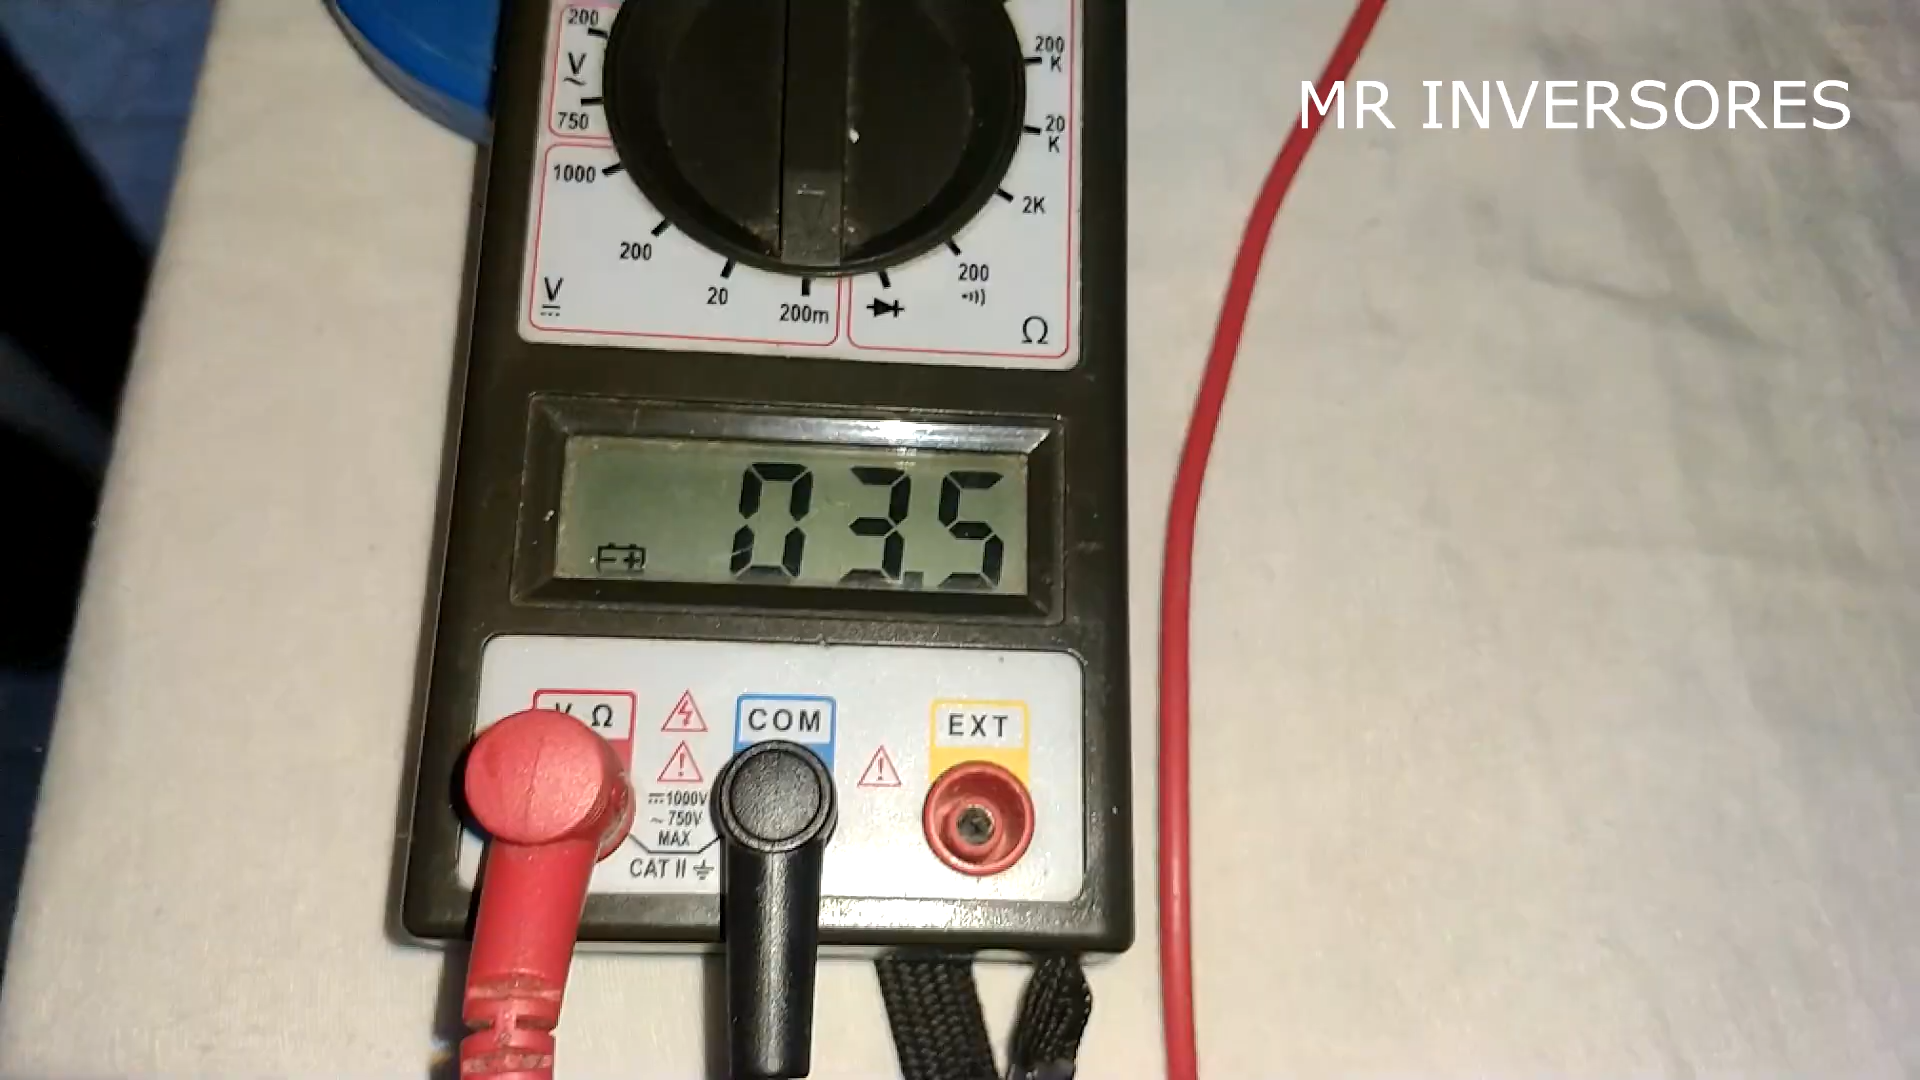 MR INVERSORES
200
V
750
1000
200
20
200m
V
200
K
20
K
2K
200
Ω
03.5
V Ω
COM
EXT
1000V
~ 750V
MAX
CAT II